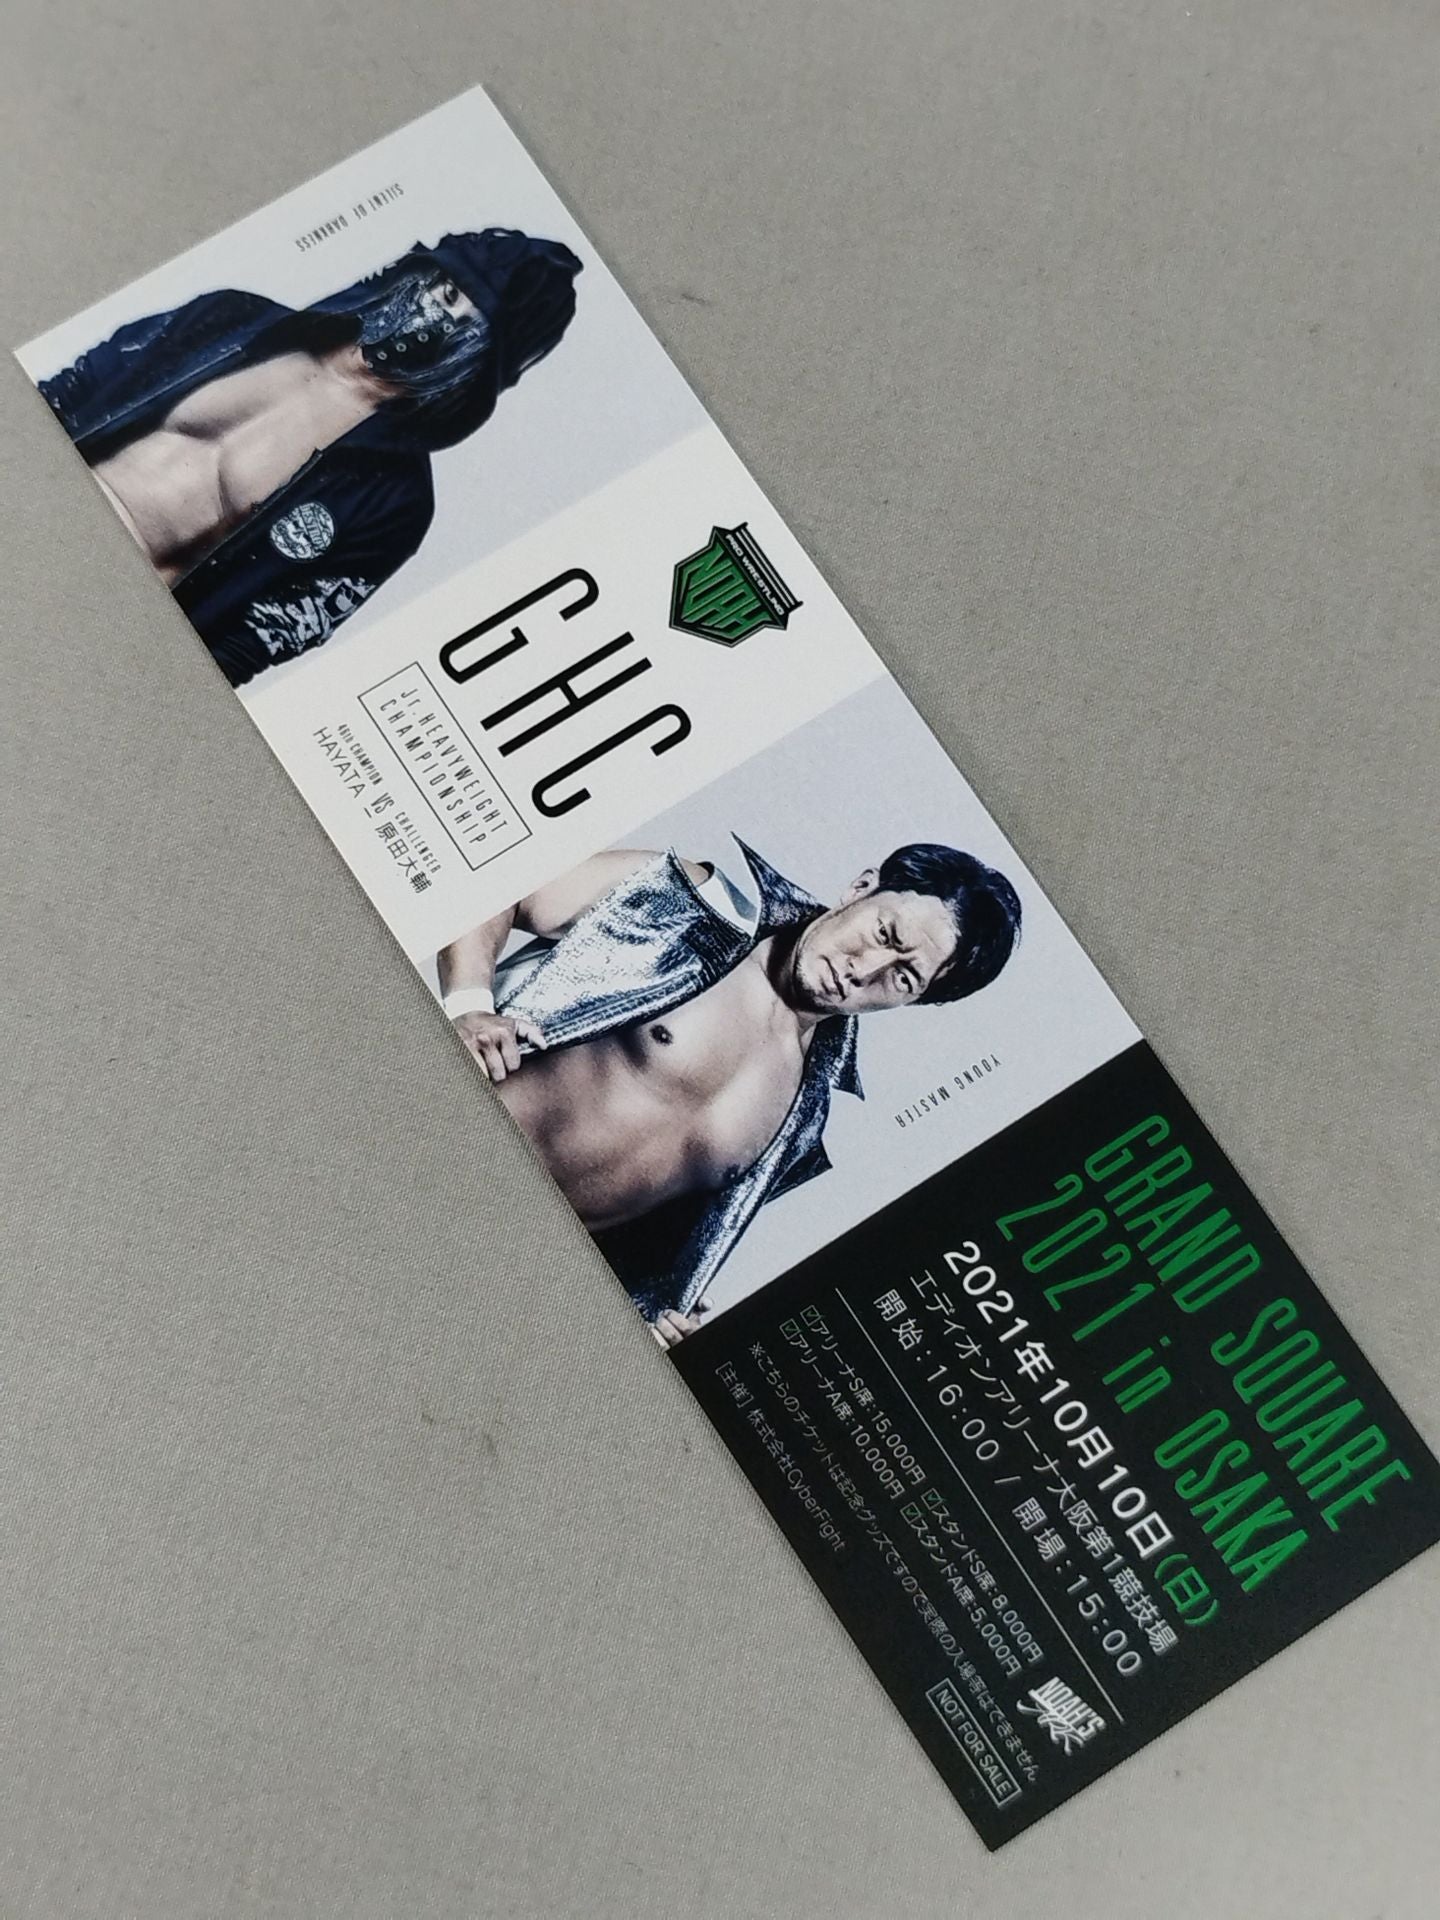 SILENT OF DARKNESS
DESTROY
PRO WRESTLING
NOAH
GHC
Jr.HEAVYWEIGHT
CHAMPIONSHIP
46th CHAMPION VS CHALLENGER
HAYATA 原田大輔
YOUNG MASTER
GRAND SQUARE
2021 in OSAKA
2021年10月10日(日)
エディオンアリーナ大阪第1競技場
開始:16:00 / 開場:15:00
アリーナS席:15,000円 スタンドS席:8,000円
アリーナA席:10,000円 スタンドA席:5,000円
※こちらのチケットは記念グッズですので実際の入場等はできません
[主催] 株式会社CyberFight
NOT FOR SALE
NOAH'S